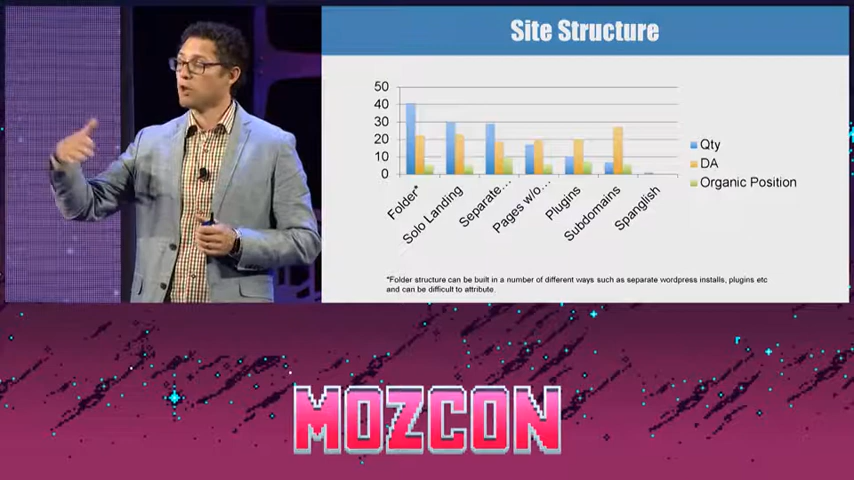 Site Structure
50
40
30
20
10
0
Folder*
Solo Landing
Separate...
Pages w/o...
Plugins
Subdomains
Spanglish
Qty
DA
Organic Position
*Folder structure can be built in a number of different ways such as separate wordpress installs, plugins etc
and can be difficult to attribute.
MOZCON